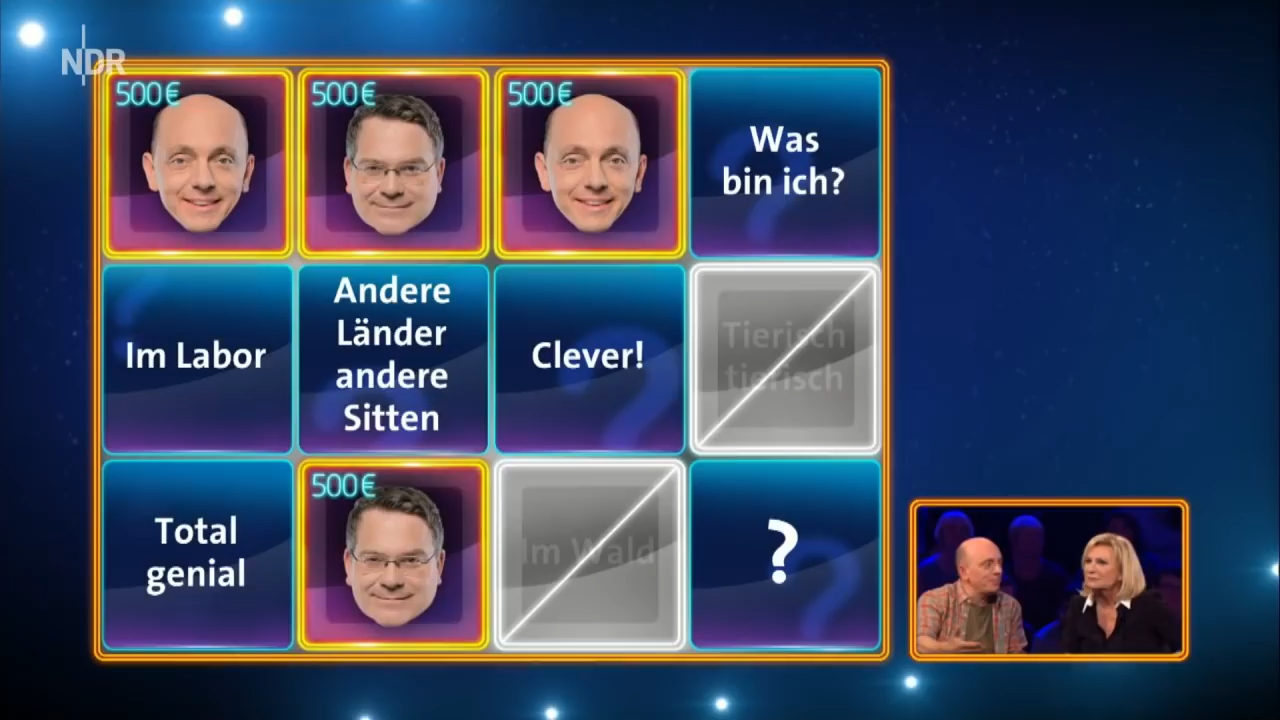 NDR
500€
500€
500€
Was
bin ich?
Im Labor
Andere
Länder
andere
Sitten
Clever!
Tierisch
tierisch
Total
genial
500€
Im Wald
?